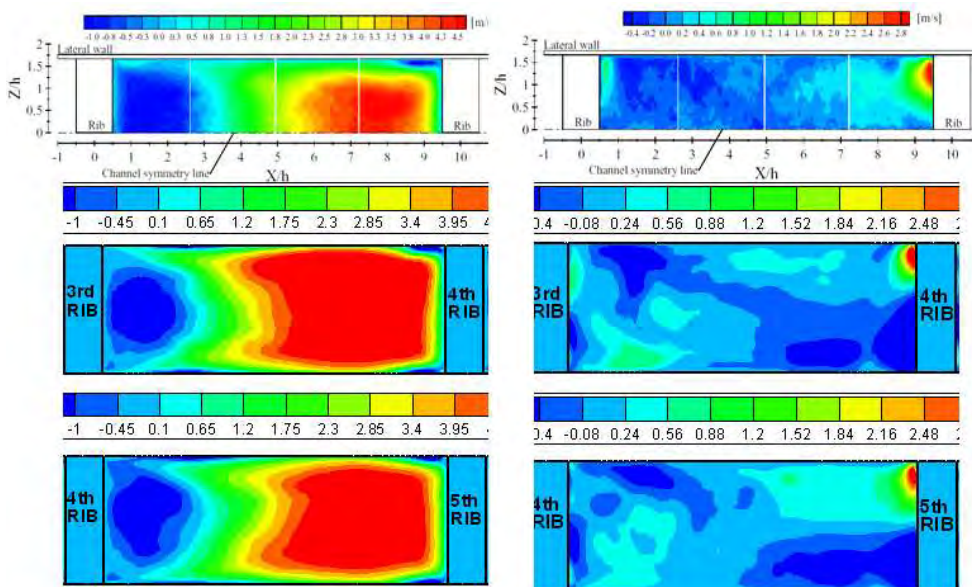 [m/s]
-1.0 -0.8 0.0 0.3 0.5 0.8 1.0 1.3 1.5 1.8 2.0 2.3 2.5 2.8 3.0 3.3 3.5 3.8 4.0 4.3 4.5
2
1.5
1
0.5
0
Z/h
Lateral wall
Rib
Rib
-1 0 1 2 3 4 5 6 7 8 9 10
Channel symmetry line
X/h
[m/s]
-0.4 -0.2 0.0 0.2 0.4 0.6 0.8 1.0 1.2 1.4 1.6 1.8 2.0 2.2 2.4 2.6 2.8
2
1.5
1
0.5
0
Z/h
Lateral wall
Rib
Rib
-1 0 1 2 3 4 5 6 7 8 9 10
Channel symmetry line
X/h
-1 -0.45 0.1 0.65 1.2 1.75 2.3 2.85 3.4 3.95
0.4 -0.08 0.24 0.56 0.88 1.2 1.52 1.84 2.16 2.48
3rd
RIB
4th
RIB
3rd
RIB
4th
RIB
-1 -0.45 0.1 0.65 1.2 1.75 2.3 2.85 3.4 3.95
0.4 -0.08 0.24 0.56 0.88 1.2 1.52 1.84 2.16 2.48
4th
RIB
5th
RIB
4th
RIB
5th
RIB